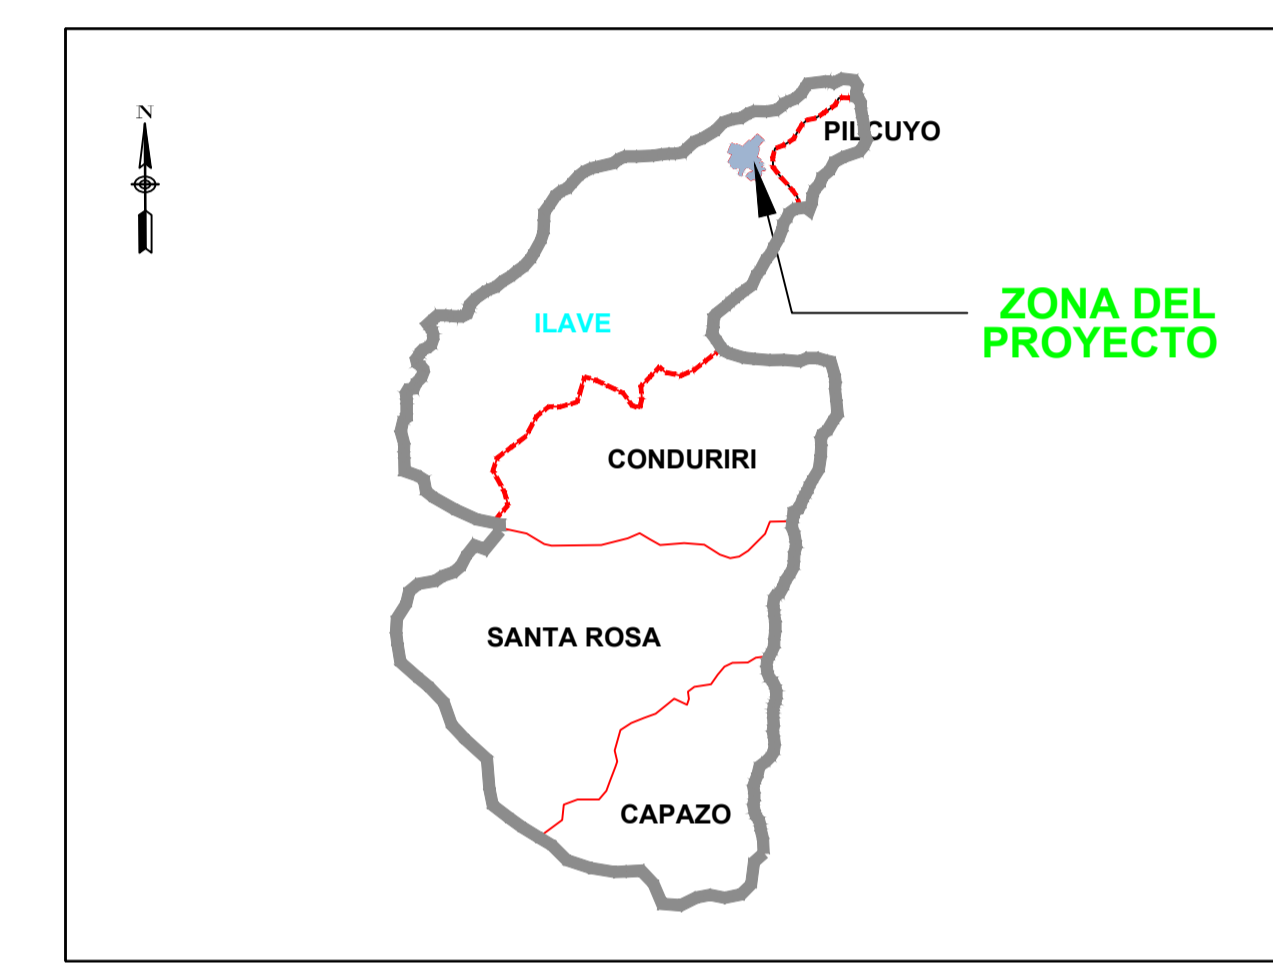 N
PILCUYO
ZONA DEL
PROYECTO
ILAVE
CONDURIRI
SANTA ROSA
CAPAZO